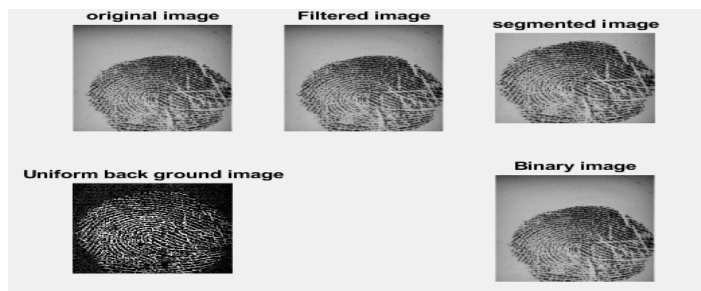 original image
Filtered image
segmented image
Uniform back ground image
Binary image